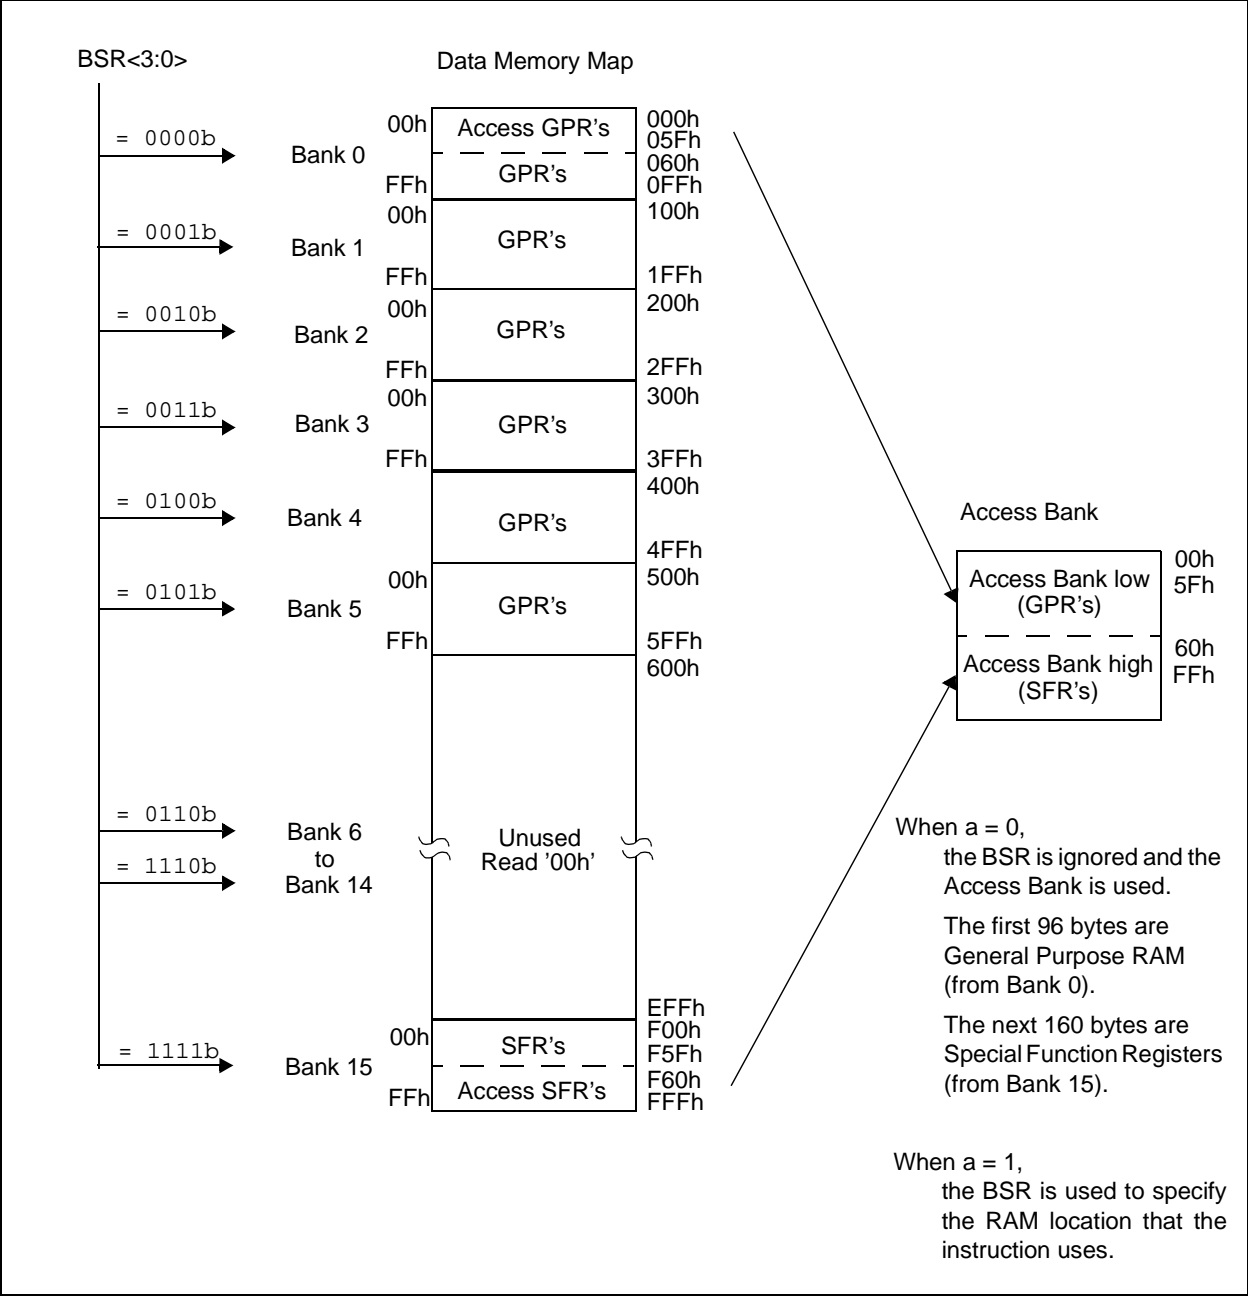 BSR<3:0>
Data Memory Map
= 0000b
Bank 0
00h
Access GPR's
000h
05Fh
FFh
GPR's
060h
0FFh
= 0001b
Bank 1
00h
GPR's
100h
FFh
1FFh
= 0010b
Bank 2
00h
GPR's
200h
FFh
2FFh
= 0011b
Bank 3
00h
GPR's
300h
FFh
3FFh
= 0100b
Bank 4
GPR's
400h
4FFh
= 0101b
Bank 5
00h
GPR's
500h
FFh
5FFh
600h
= 0110b
= 1110b
Bank 6
to
Bank 14
Unused
Read '00h'
EFFh
= 1111b
Bank 15
00h
SFR's
F00h
F5Fh
FFh
Access SFR's
F60h
FFFh
Access Bank
Access Bank low
(GPR's)
00h
5Fh
Access Bank high
(SFR's)
60h
FFh
When a = 0,
the BSR is ignored and the
Access Bank is used.
The first 96 bytes are
General Purpose RAM
(from Bank 0).
The next 160 bytes are
Special Function Registers
(from Bank 15).
When a = 1,
the BSR is used to specify
the RAM location that the
instruction uses.